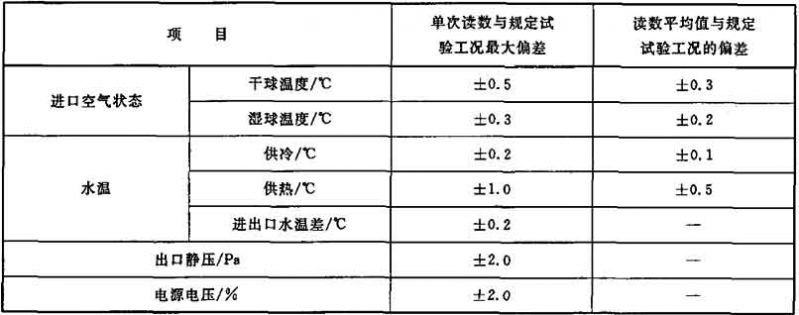 项 目 单次读数与规定试 读数平均值与规定
验工况最大偏差 试验工况的偏差
进口空气状态 干球温度/℃ ±0.5 ±0.3
湿球温度/℃ ±0.3 ±0.2
水温 供冷/℃ ±0.2 ±0.1
供热/℃ ±1.0 ±0.5
进出口水温差/℃ ±0.2 —
出口静压/Pa ±2.0 —
电源电压/% ±2.0 —